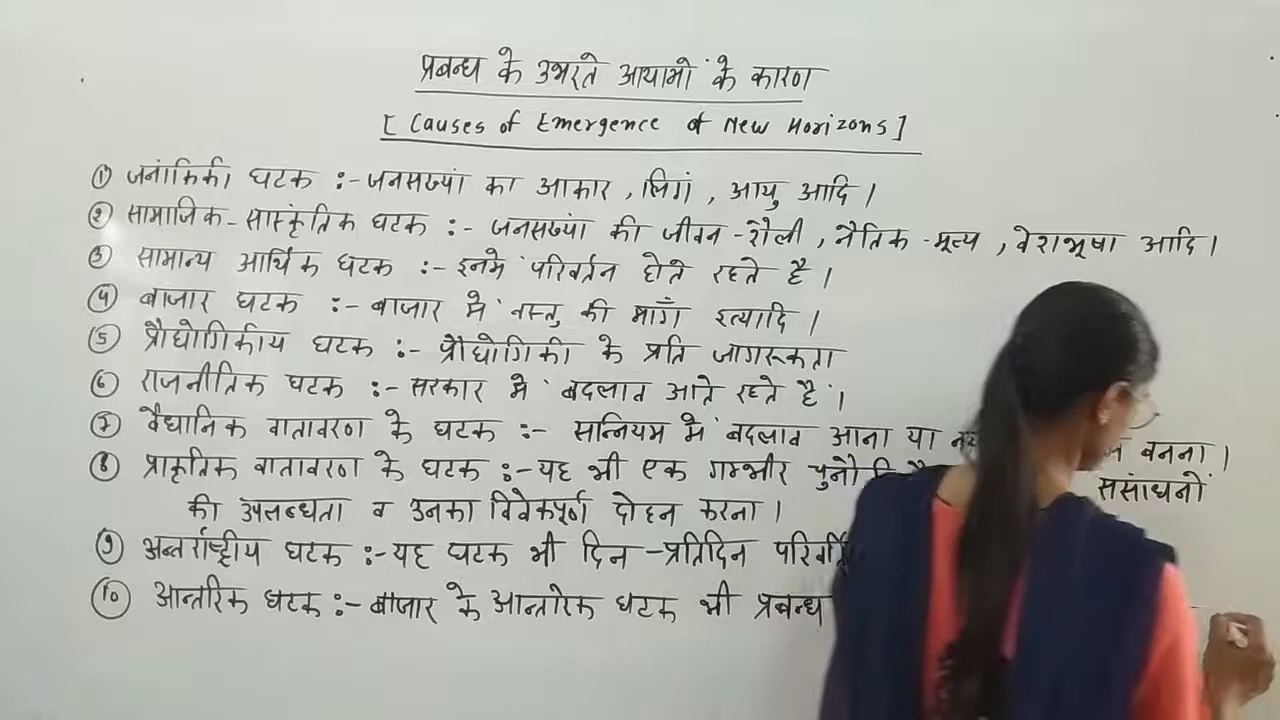 प्रबन्ध के उभरते आयामों के कारण
[ Causes of Emergence of New Horizons ]
① जनांकिकी घटक :- जनसख्यां का आकार , लिगं , आयु आदि ।
② सामाजिक - सास्कृंतिक घटक :- जनसख्यां की जीवन - शैली , नैतिक - मूल्य , वेशभूषा आदि ।
③ सामान्य आर्थिक घटक :- इनमें परिवर्तन होते रहते है ।
④ बाजार घटक :- बाजार में वस्तु की माँग इत्यादि ।
⑤ प्रौद्योगिकीय घटक :- प्रौद्योगिकी के प्रति जागरूकता
⑥ राजनीतिक घटक :- सरकार में बदलाव आते रहते हैं ।
⑦ वैधानिक वातावरण के घटक :- सन्नियम में बदलाव आना या बनना ।
⑧ प्राकृतिक वातावरण के घटक :- यह भी एक गम्भीर संसाधनों
की उपलब्धता व उनका विवेकपूर्ण दोहन करना ।
⑨ अन्तर्राष्ट्रीय घटक :- यह घटक भी दिन - प्रतिदिन
⑩ आन्तरिक घटक :- बाजार के आन्तरिक घटक भी प्रबन्ध